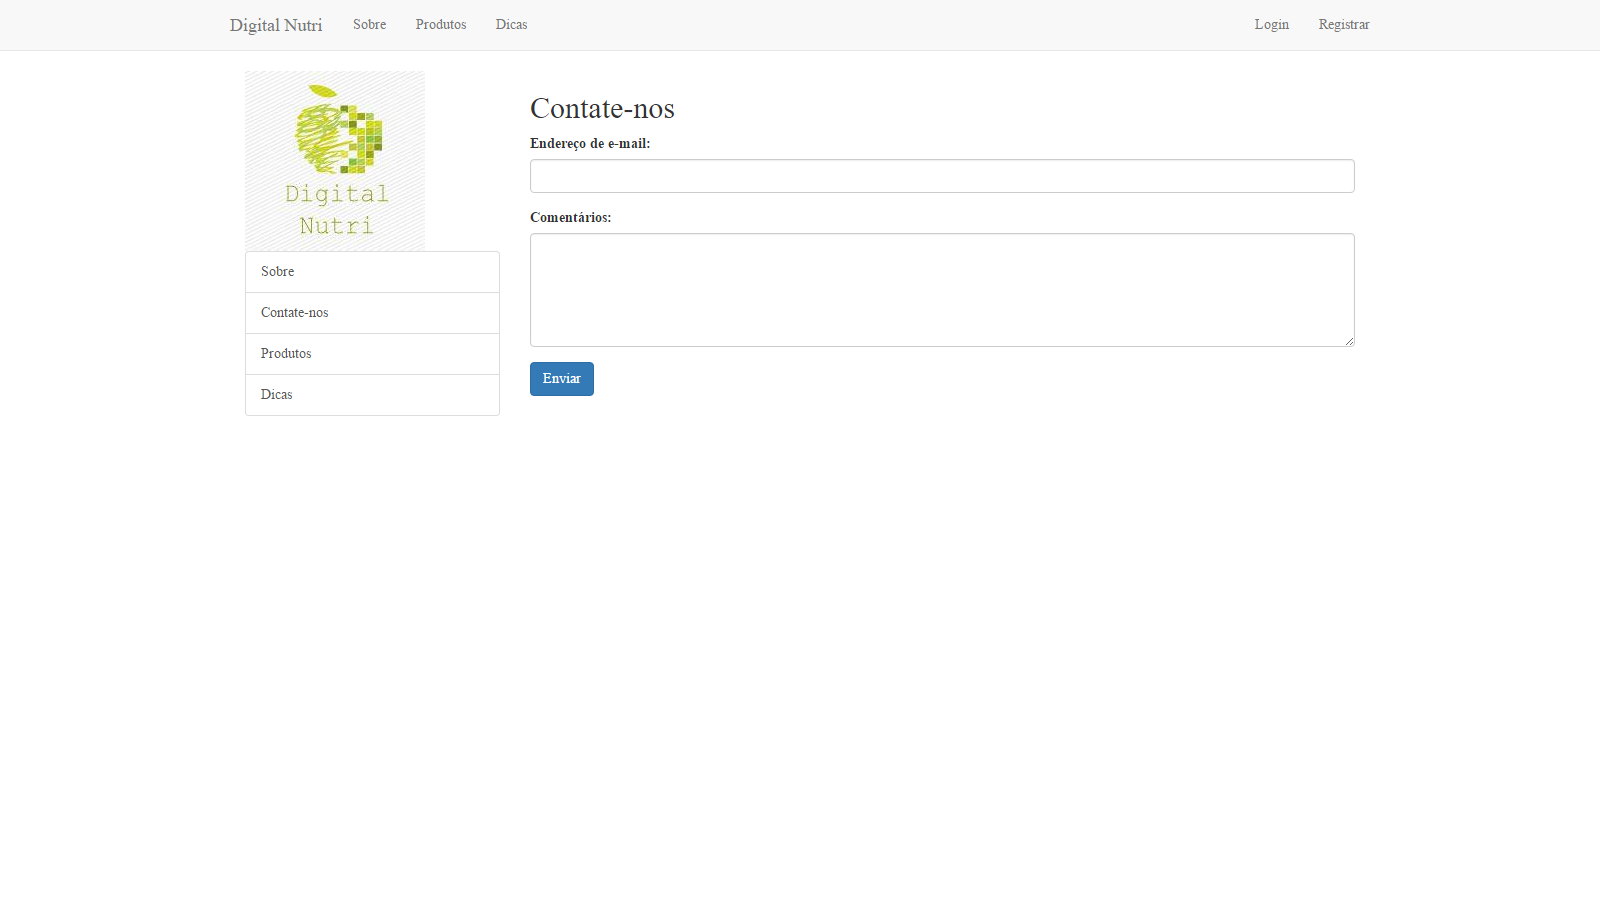 Digital Nutri Sobre Produtos Dicas Login Registrar
Digital
Nutri
Sobre
Contate-nos
Produtos
Dicas
Contate-nos
Endereço de e-mail:
Comentários:
Enviar